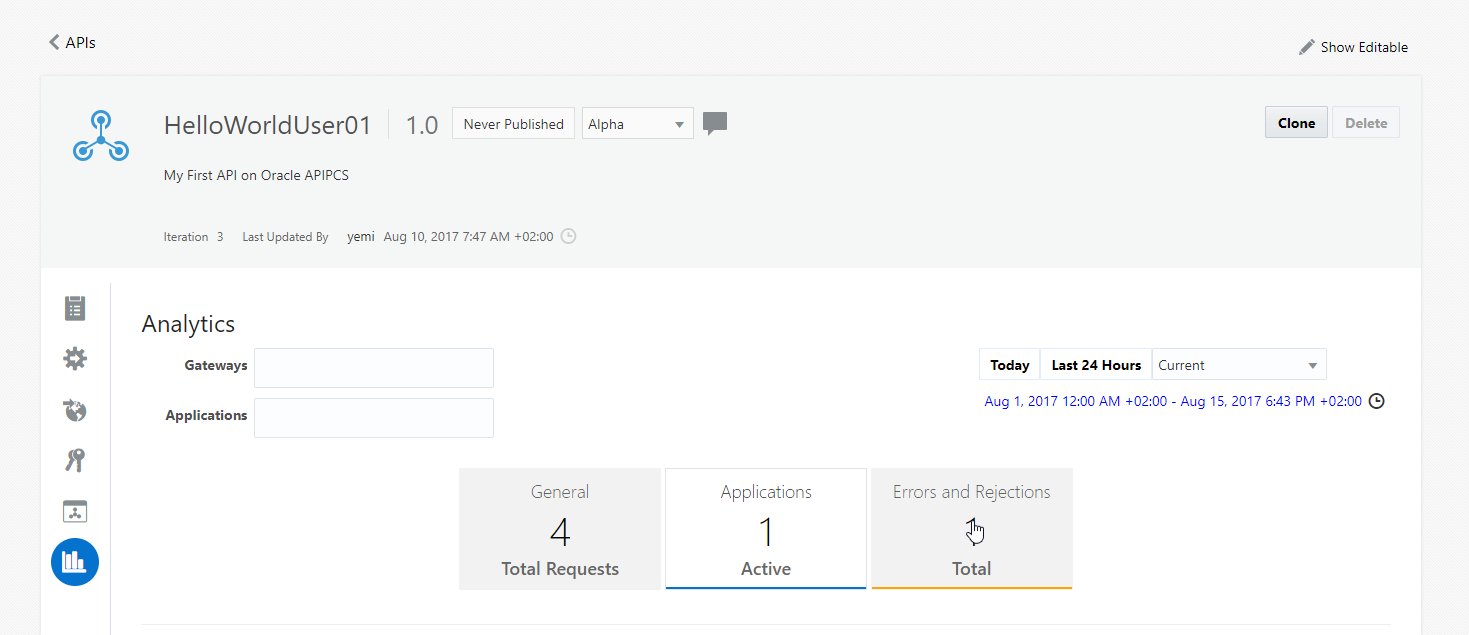 APIs
Show Editable
HelloWorldUser01 1.0 Never Published Alpha
Clone Delete
My First API on Oracle APIPCS
Iteration 3 Last Updated By yemi Aug 10, 2017 7:47 AM +02:00
Analytics
Gateways
Today Last 24 Hours Current
Aug 1, 2017 12:00 AM +02:00 - Aug 15, 2017 6:43 PM +02:00
Applications
General Applications Errors and Rejections
4 1
Total Requests Active Total